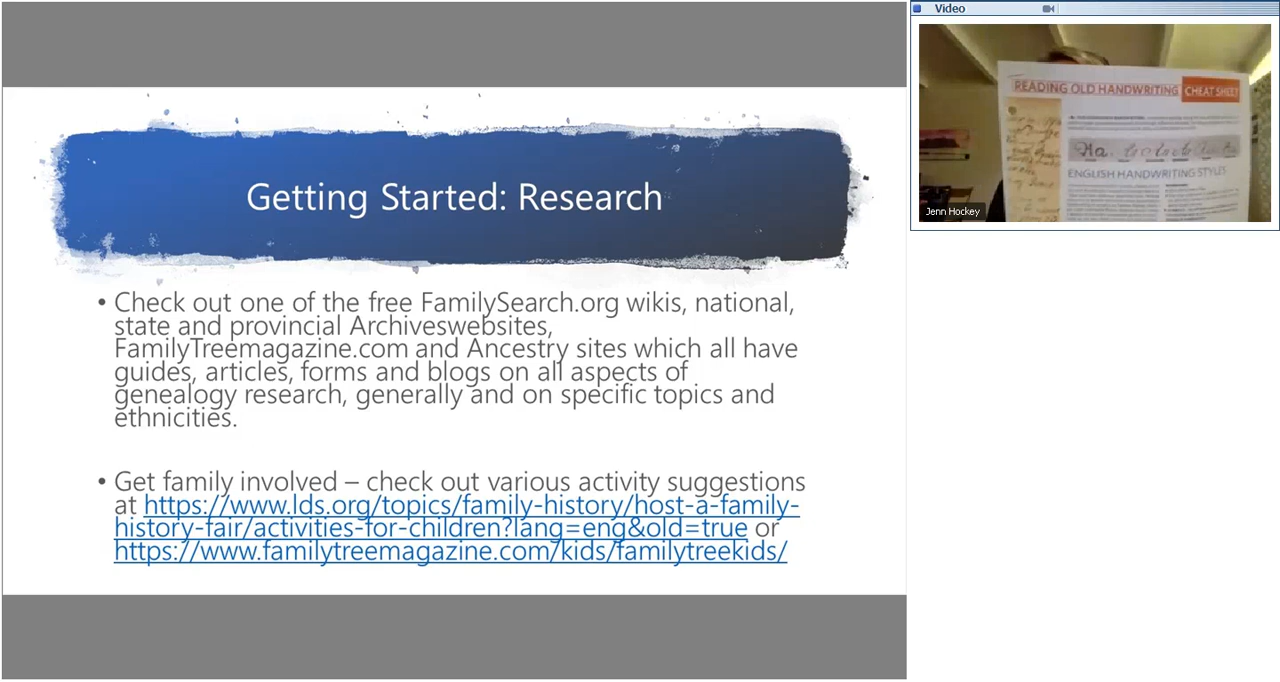 Getting Started: Research
• Check out one of the free FamilySearch.org wikis, national,
state and provincial Archiveswebsites,
FamilyTreemagazine.com and Ancestry sites which all have
guides, articles, forms and blogs on all aspects of
genealogy research, generally and on specific topics and
ethnicities.
• Get family involved – check out various activity suggestions
at https://www.lds.org/topics/family-history/host-a-family-
history-fair/activities-for-children?lang=eng&old=true or
https://www.familytreemagazine.com/kids/familytreekids/
Video
READING OLD HANDWRITING CHEAT SHEET
ENGLISH HANDWRITING STYLES
Jenn Hockey